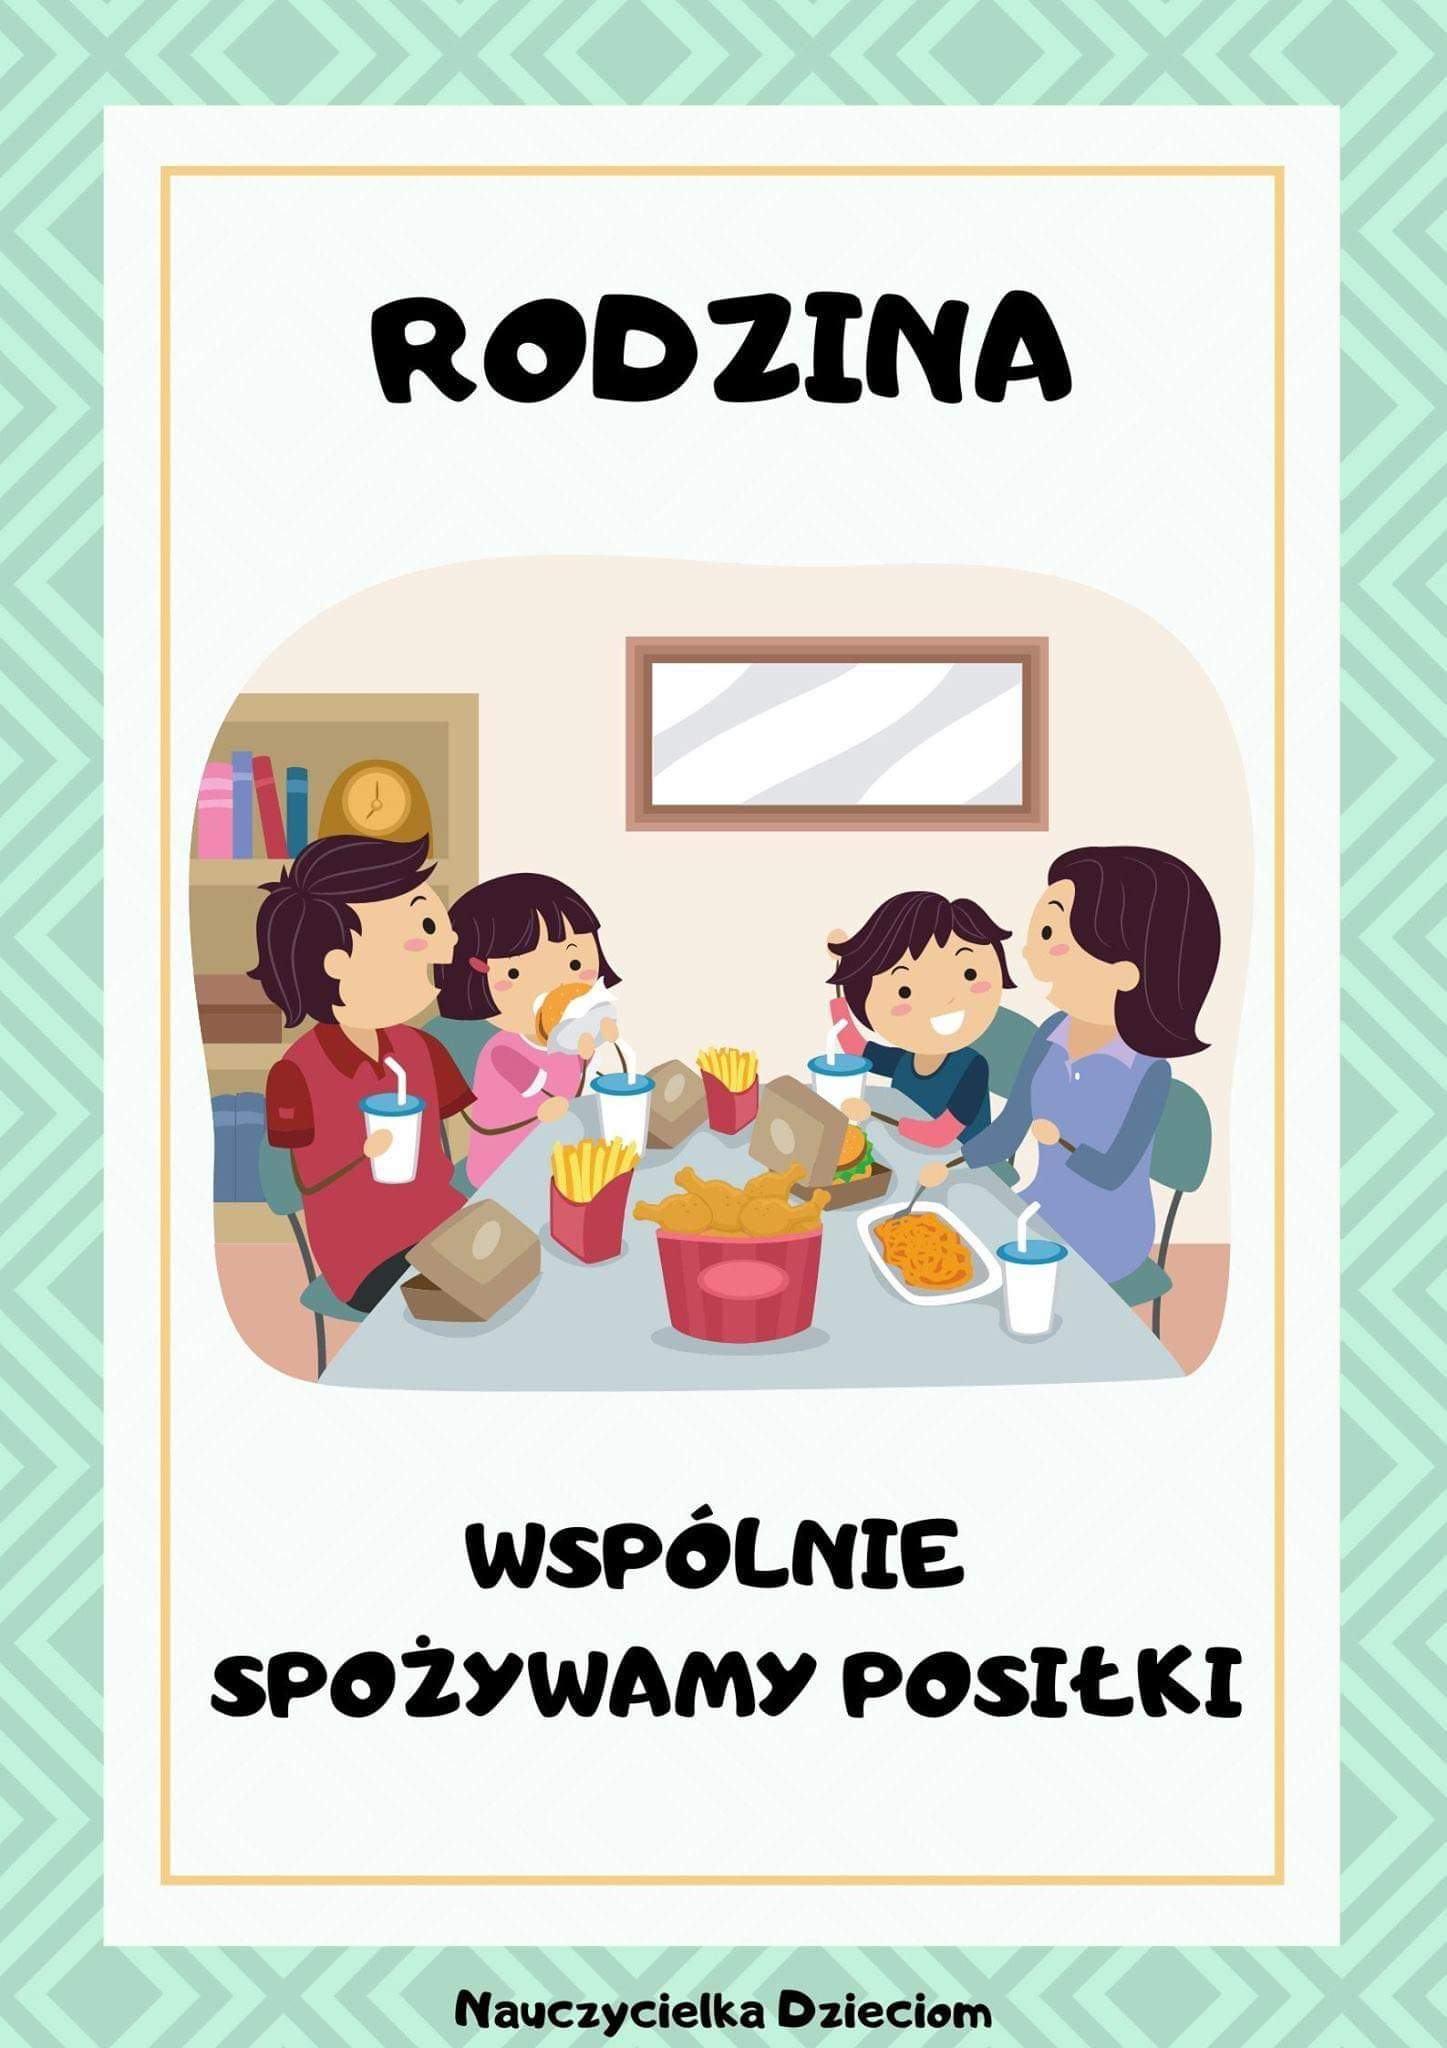 RODZINA
WSPÓLNIE
SPOŻYWAMY POSIŁKI
Nauczycielka Dzieciom